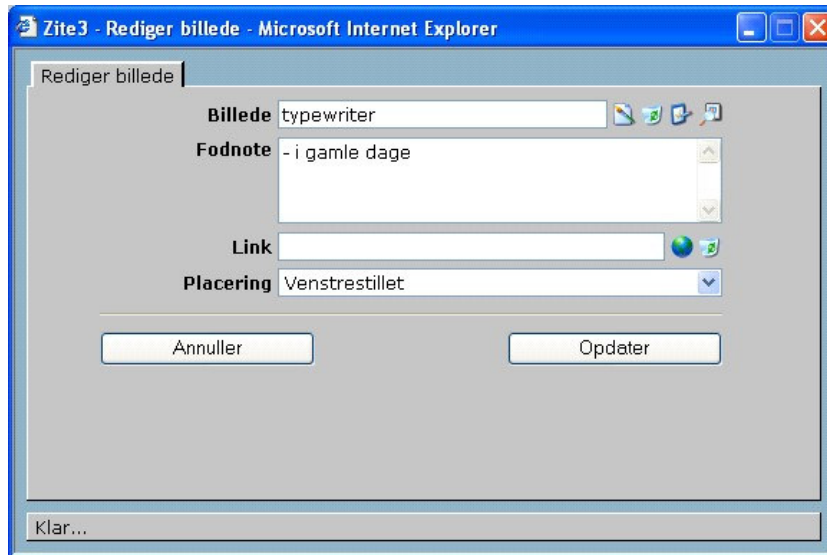 Zite3 - Rediger billede - Microsoft Internet Explorer
Rediger billede
Billede typewriter
Fodnote - i gamle dage
Link
Placering Venstrestillet
Annuller Opdater
Klar...